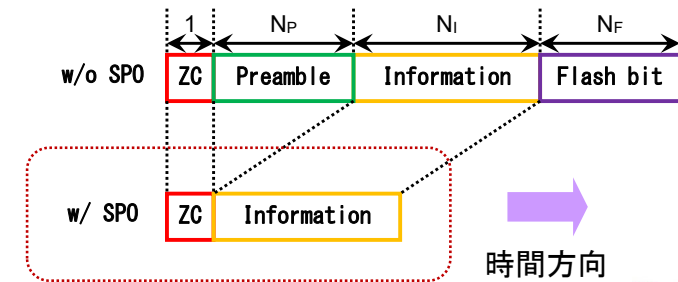 1 NP NI NF
w/o SPO ZC Preamble Information Flash bit
w/ SPO ZC Information
時間方向